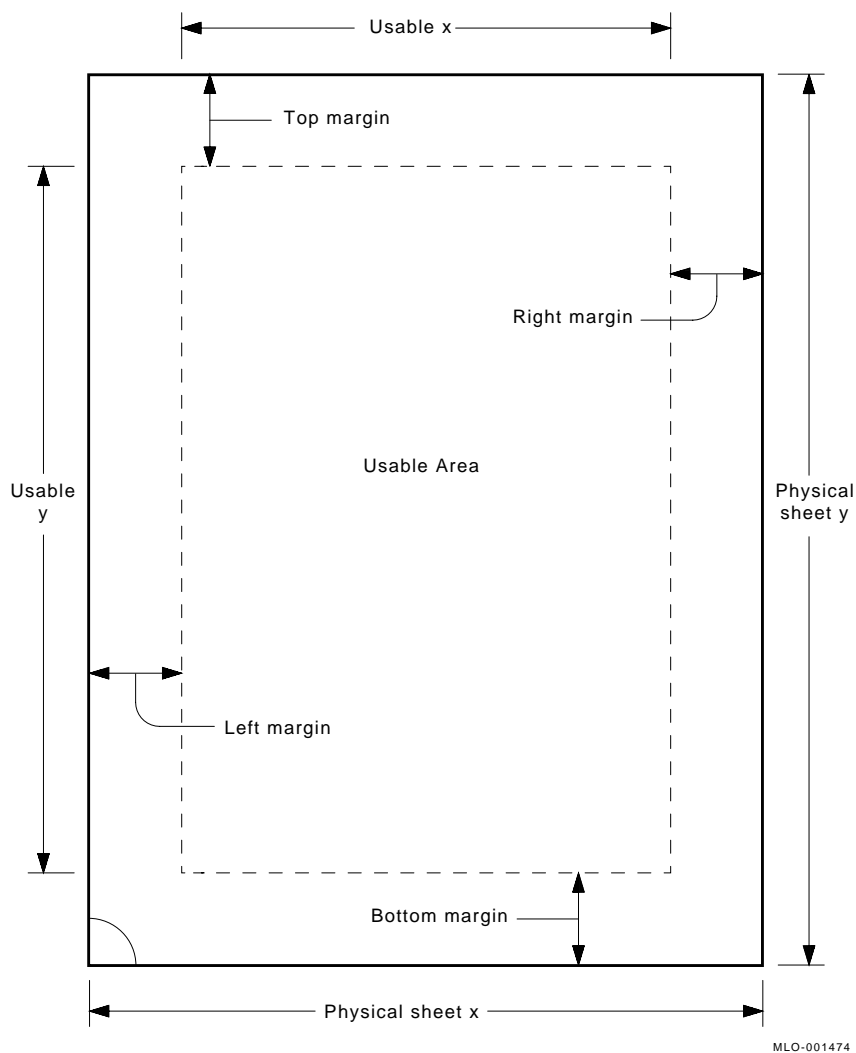 Usable x
Top margin
Right margin
Usable Area
Usable
y
Physical
sheet y
Left margin
Bottom margin
Physical sheet x
MLO-001474